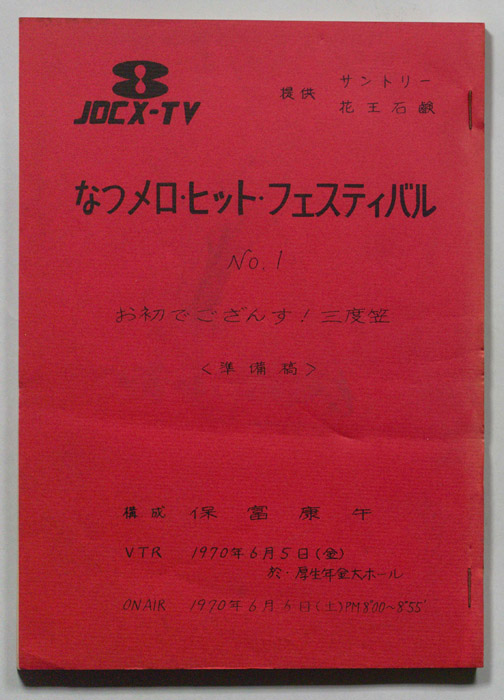 8
JOCX-TV
提供 サントリー
花王石鹸
なつメロ・ヒット・フェスティバル
No.1
お初でござんす!三度笠
<準備稿>
構成 保富康午
VTR 1970年6月5日(金)
於・厚生年金大ホール
ON AIR 1970年6月6日(土)PM8'00~8'55'